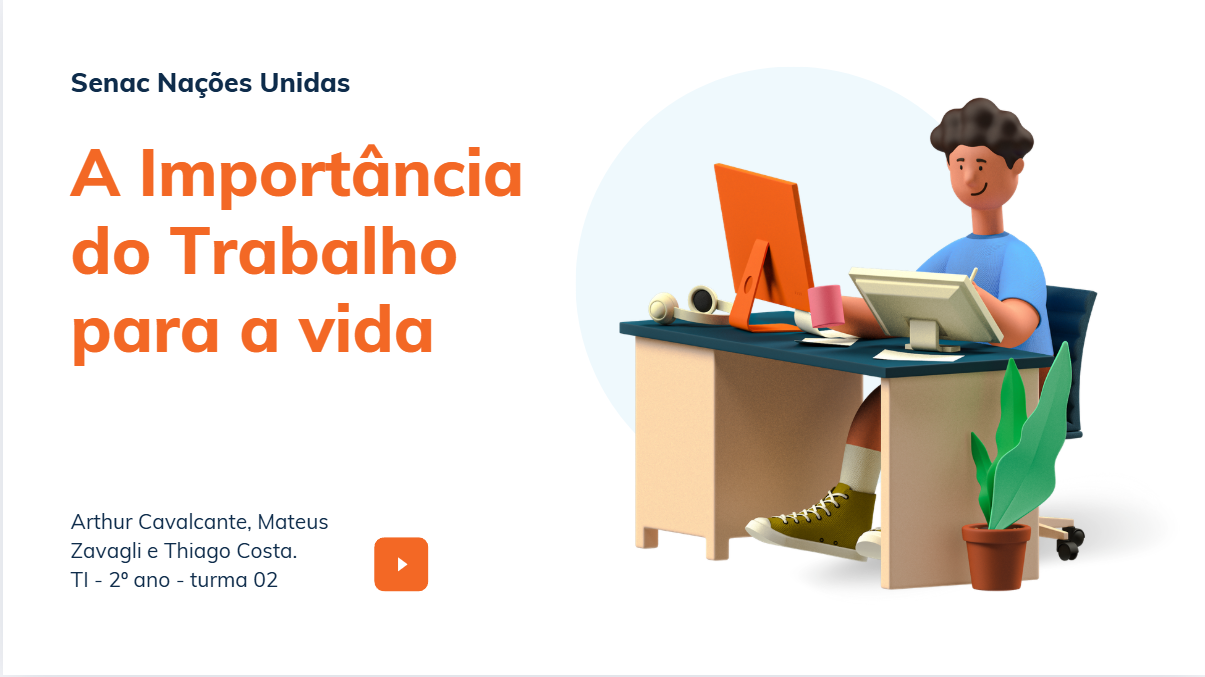 Senac Nações Unidas
A Importância
do Trabalho
para a vida
Arthur Cavalcante, Mateus
Zavagli e Thiago Costa.
TI - 2º ano - turma 02